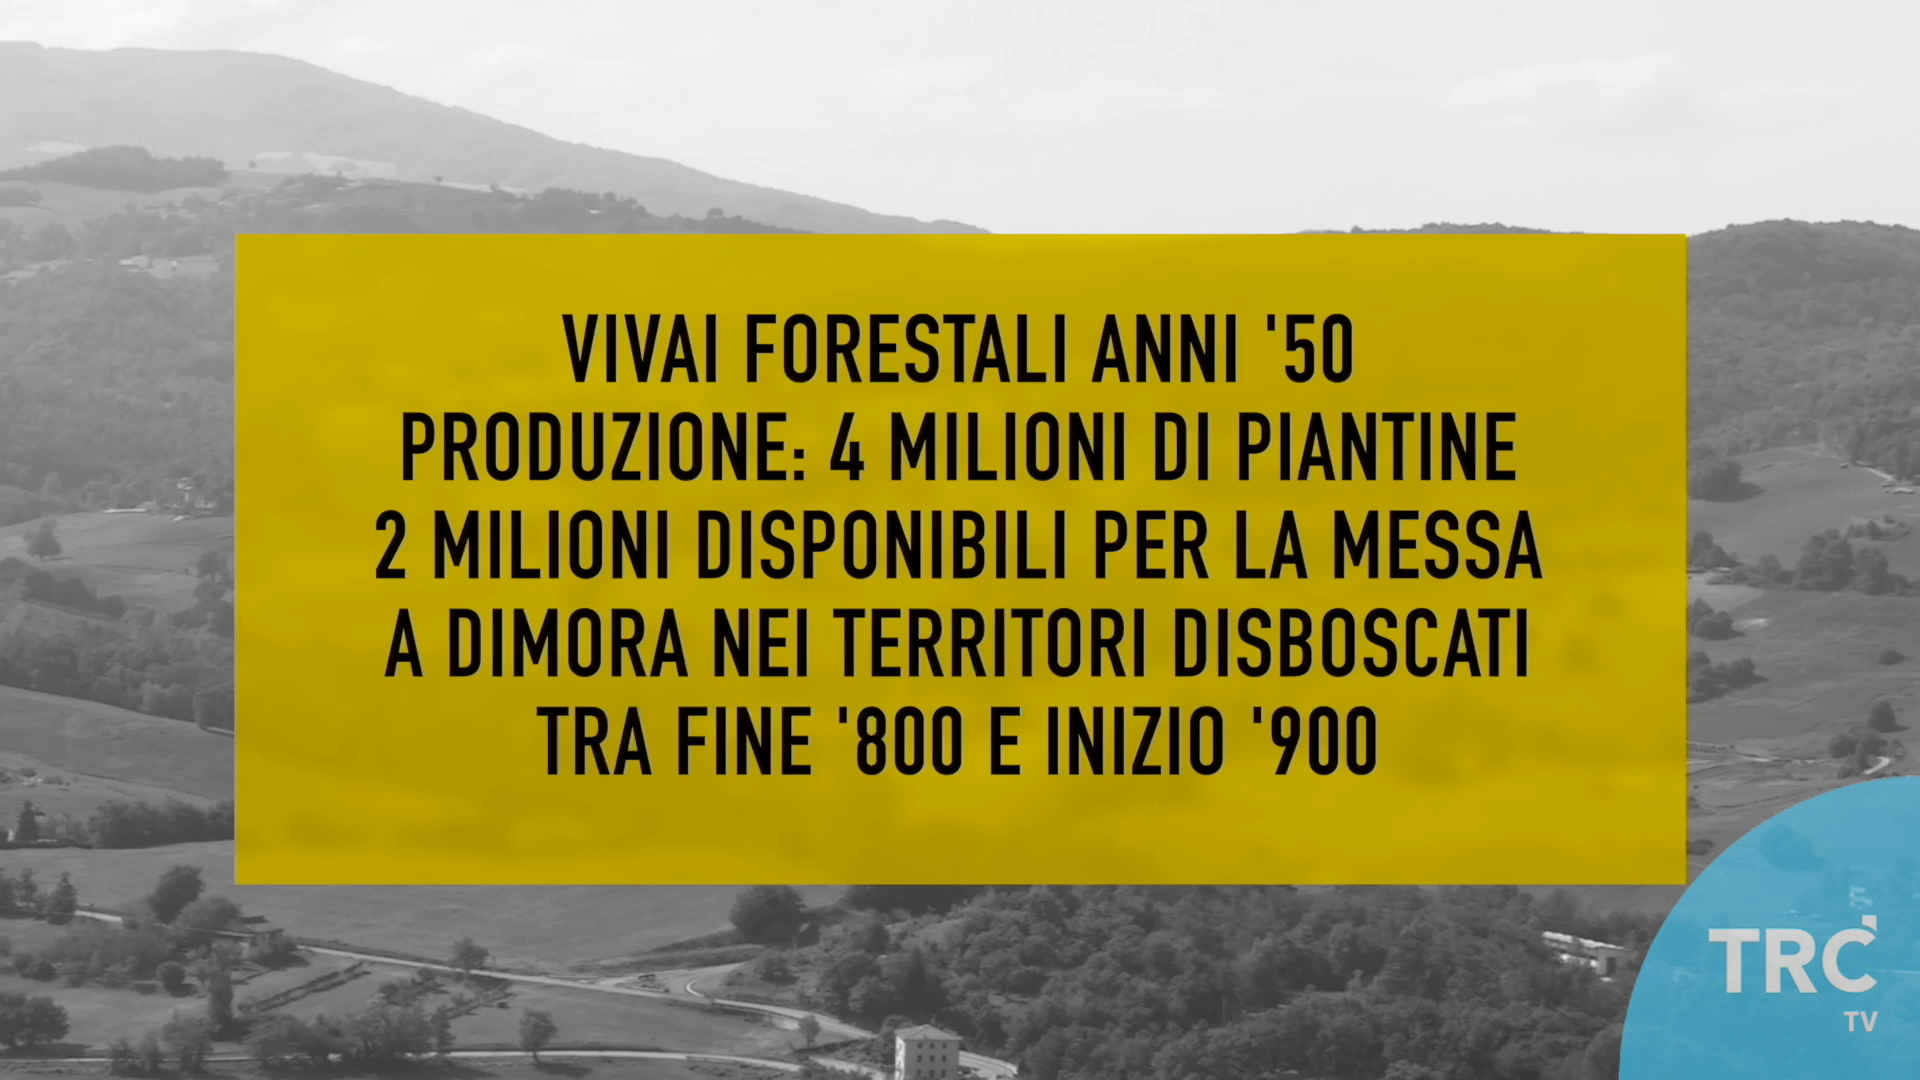 VIVAI FORESTALI ANNI '50
PRODUZIONE: 4 MILIONI DI PIANTINE
2 MILIONI DISPONIBILI PER LA MESSA
A DIMORA NEI TERRITORI DISBOSCATI
TRA FINE '800 E INIZIO '900
TRC
TV